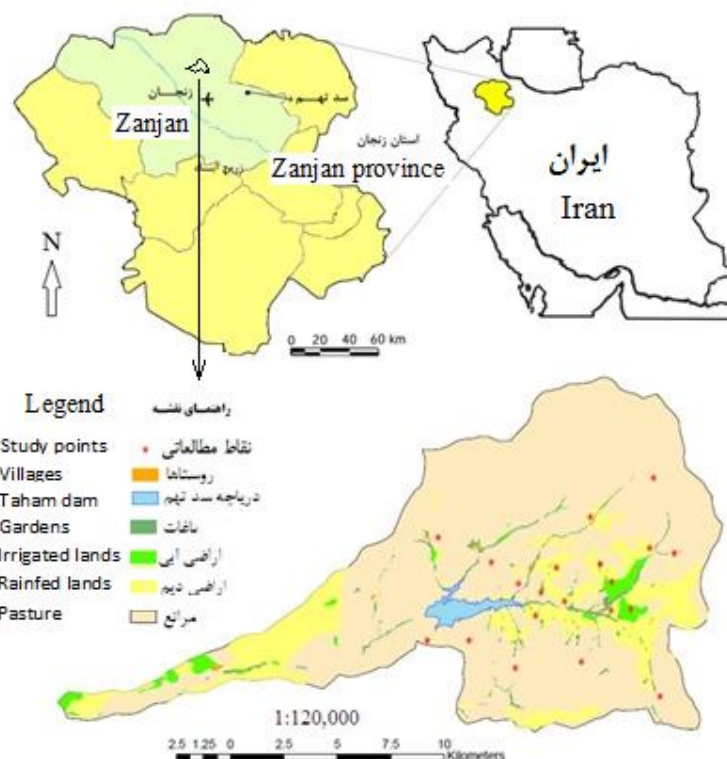 زنجان
سد تهم
Zanjan
استان زنجان
Zanjan province
ایران
Iran
N
0 20 40 60 km
Legend
راهنمای نقشه
Study points نقاط مطالعاتی
Villages روستاها
Taham dam دریاچه سد تهم
Gardens باغات
Irrigated lands اراضی آبی
Rainfed lands اراضی دیم
Pasture مراتع
1:120,000
2.5 1.25 0 2.5 5 7.5 10
Kilometers